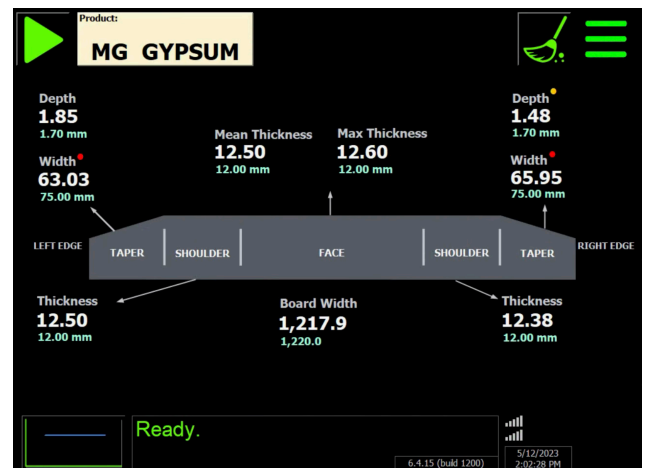 Product:
MG GYPSUM
Depth
1.85
1.70 mm
Width
63.03
75.00 mm
Mean Thickness
12.50
12.00 mm
Max Thickness
12.60
12.00 mm
Depth
1.48
1.70 mm
Width
65.95
75.00 mm
LEFT EDGE
TAPER
SHOULDER
FACE
SHOULDER
TAPER
RIGHT EDGE
Thickness
12.50
12.00 mm
Board Width
1,217.9
1,220.0
Thickness
12.38
12.00 mm
Ready.
6.4.15 (build 1200)
5/12/2023
2:02:28 PM